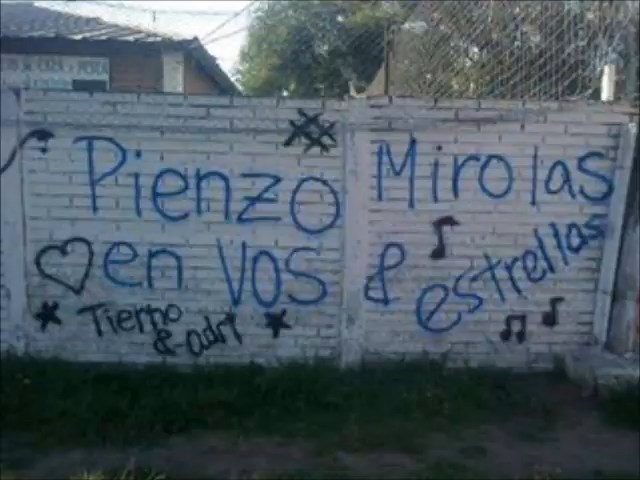 Pienzo Miro las
en vos & estrellas
Tierno
& adri